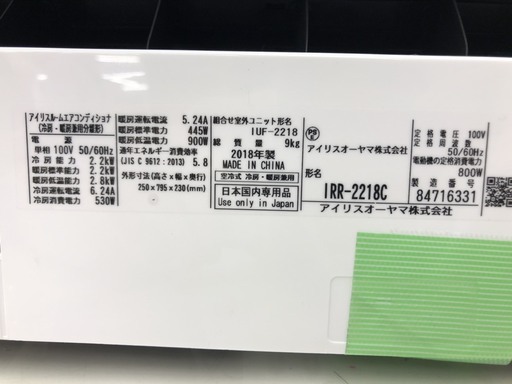 アイリスルームエアコンディショナ
(冷房・暖房兼用分離形)
電源
単相 100V 50/60Hz
冷房能力 2.2kW
暖房能力 2.2kW
暖房低温能力 2.8kW
冷房運転電流 6.24A
冷房消費電力 530W
暖房運転電流 5.24A
暖房標準電力 445W
暖房低温電力 900W
通年エネルギー消費効率
(JIS C 9612:2013) 5.8
外形寸法(高さ×幅×奥行)
250×795×230(mm)
組合せ室外ユニット形名
IUF-2218
総質量 9kg
2018年製
MADE IN CHINA
空冷式 冷房・暖房兼用
日本国内専用品
Use only in Japan
PSE
アイリスオーヤマ株式会社
形名
IRR-2218C
アイリスオーヤマ株式会社
定格電圧 100V
定格周波数 50/60Hz
電動機の定格消費電力
800W
製造番号
84716331